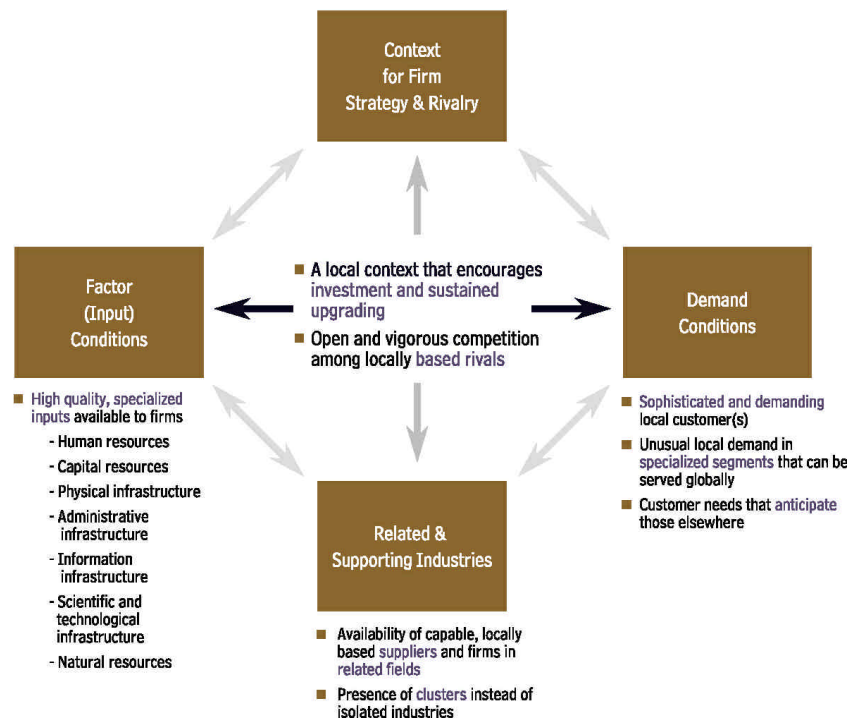 Context
for Firm
Strategy & Rivalry
Factor
(Input)
Conditions
A local context that encourages
investment and sustained
upgrading
Open and vigorous competition
among locally based rivals
Demand
Conditions
High quality, specialized
inputs available to firms
- Human resources
- Capital resources
- Physical infrastructure
- Administrative
infrastructure
- Information
infrastructure
- Scientific and
technological
infrastructure
- Natural resources
Sophisticated and demanding
local customer(s)
Unusual local demand in
specialized segments that can be
served globally
Customer needs that anticipate
those elsewhere
Related &
Supporting Industries
Availability of capable, locally
based suppliers and firms in
related fields
Presence of clusters instead of
isolated industries